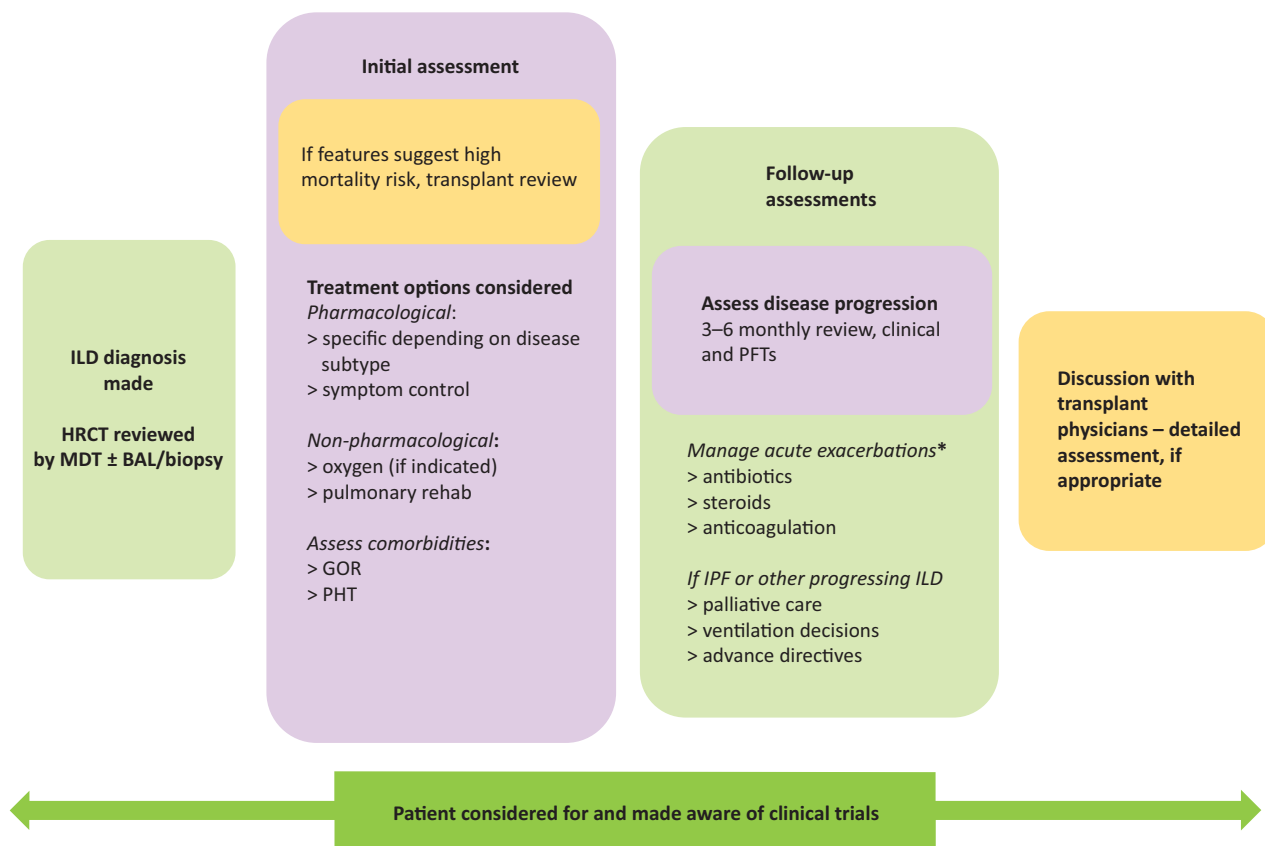 ILD diagnosis
made
HRCT reviewed
by MDT ± BAL/biopsy
Initial assessment
If features suggest high
mortality risk, transplant review
Treatment options considered
Pharmacological:
> specific depending on disease
subtype
> symptom control
Non-pharmacological:
> oxygen (if indicated)
> pulmonary rehab
Assess comorbidities:
> GOR
> PHT
Follow-up
assessments
Assess disease progression
3–6 monthly review, clinical
and PFTs
Manage acute exacerbations*
> antibiotics
> steroids
> anticoagulation
If IPF or other progressing ILD
> palliative care
> ventilation decisions
> advance directives
Discussion with
transplant
physicians – detailed
assessment, if
appropriate
Patient considered for and made aware of clinical trials